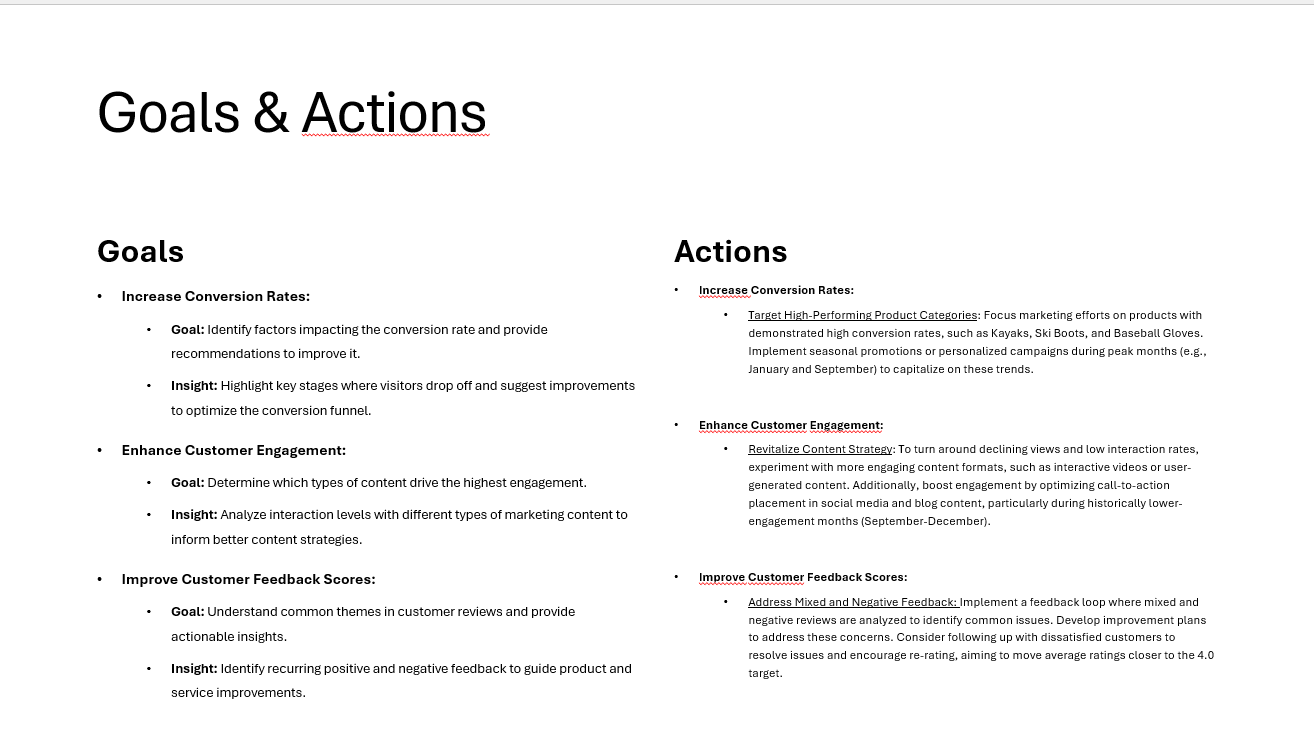 Goals & Actions
Goals
• Increase Conversion Rates:
• Goal: Identify factors impacting the conversion rate and provide
recommendations to improve it.
• Insight: Highlight key stages where visitors drop off and suggest improvements
to optimize the conversion funnel.
• Enhance Customer Engagement:
• Goal: Determine which types of content drive the highest engagement.
• Insight: Analyze interaction levels with different types of marketing content to
inform better content strategies.
• Improve Customer Feedback Scores:
• Goal: Understand common themes in customer reviews and provide
actionable insights.
• Insight: Identify recurring positive and negative feedback to guide product and
service improvements.
Actions
• Increase Conversion Rates:
• Target High-Performing Product Categories: Focus marketing efforts on products with
demonstrated high conversion rates, such as Kayaks, Ski Boots, and Baseball Gloves.
Implement seasonal promotions or personalized campaigns during peak months (e.g.,
January and September) to capitalize on these trends.
• Enhance Customer Engagement:
• Revitalize Content Strategy: To turn around declining views and low interaction rates,
experiment with more engaging content formats, such as interactive videos or user-
generated content. Additionally, boost engagement by optimizing call-to-action
placement in social media and blog content, particularly during historically lower-
engagement months (September-December).
• Improve Customer Feedback Scores:
• Address Mixed and Negative Feedback: Implement a feedback loop where mixed and
negative reviews are analyzed to identify common issues. Develop improvement plans
to address these concerns. Consider following up with dissatisfied customers to
resolve issues and encourage re-rating, aiming to move average ratings closer to the 4.0
target.